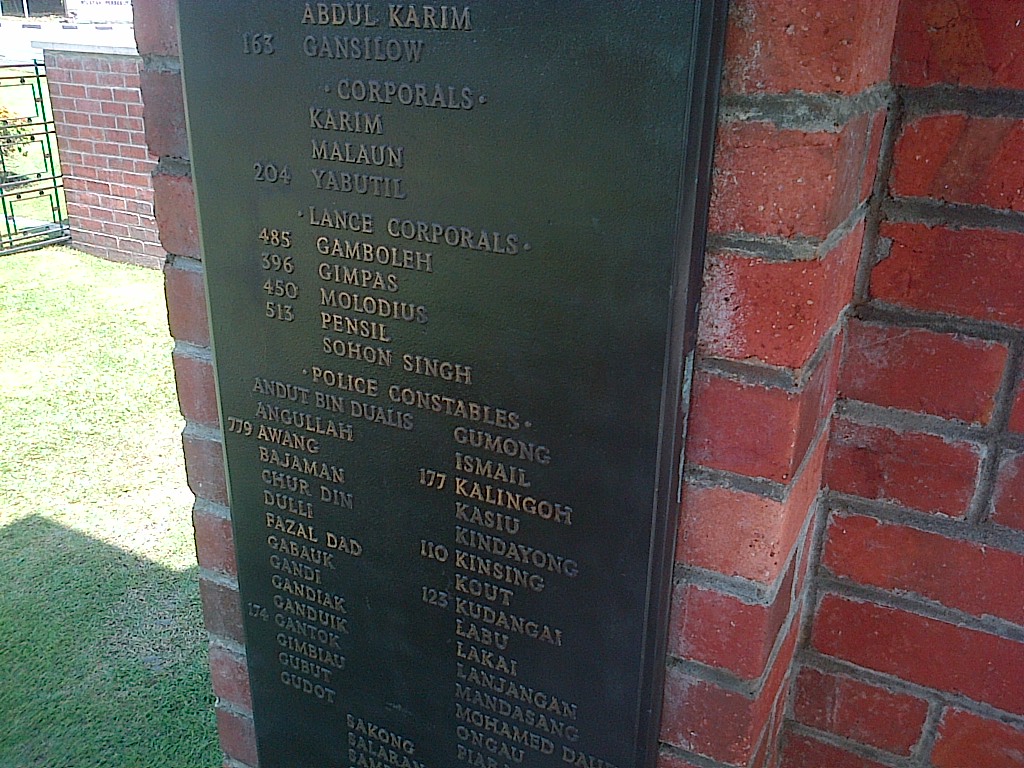 ABDUL KARIM
163 GANSILOW
· CORPORALS ·
KARIM
MALAUN
204 YABUTIL
· LANCE CORPORALS ·
485 GAMBOLEH
396 GIMPAS
450 MOLODIUS
513 PENSIL
SOHON SINGH
· POLICE CONSTABLES ·
ANDUT BIN DUALIS
ANGULLAH
779 AWANG
BAJAMAN
CHUR DIN
DULLI
FAZAL DAD
GABAUK
GANDI
GANDIAK
GANDUIK
174 GANTOK
GIMBIAU
GUBUT
GUDOT
GUMONG
ISMAIL
177 KALINGOH
KASIU
KINDAYONG
110 KINSING
KOUT
123 KUDANGAI
LABU
LAKAI
LANJANGAN
MANDASANG
MOHAMED
ONGAU
SAKONG
SALARAN